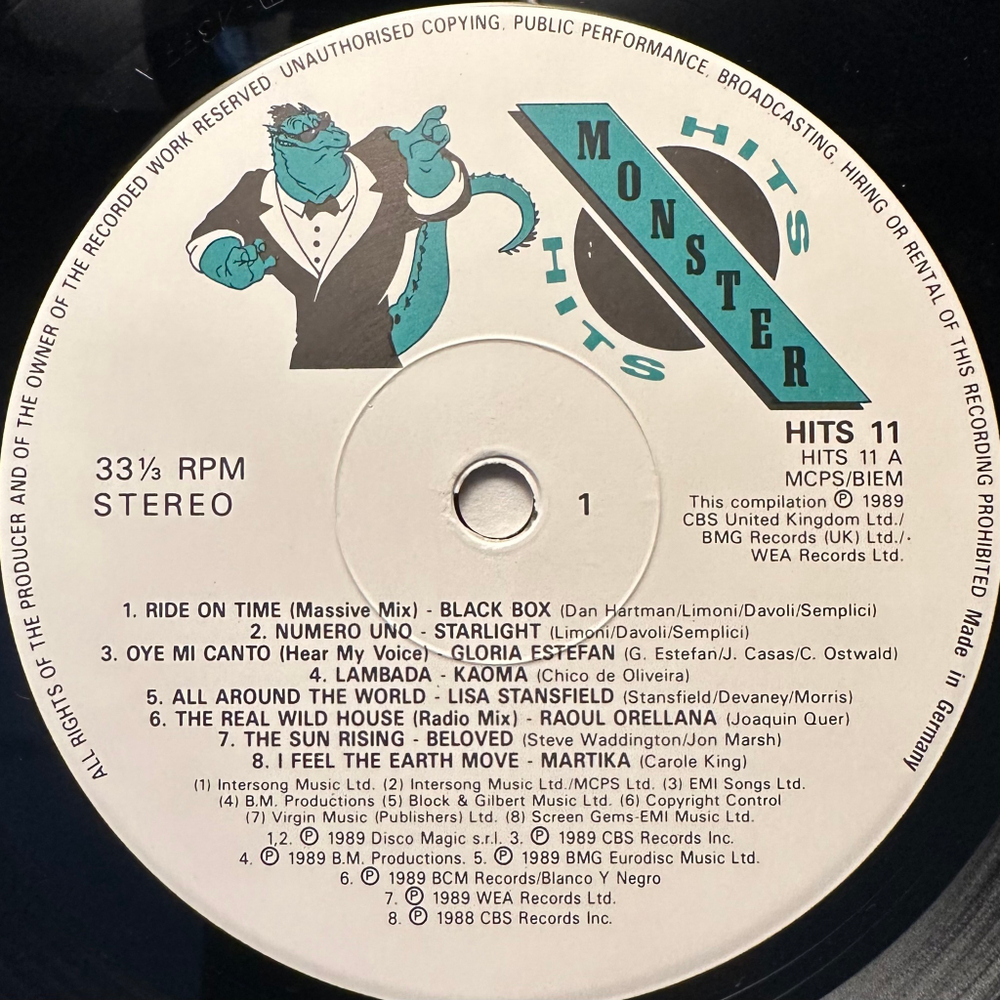 ALL RIGHTS OF THE PRODUCER AND OF THE OWNER OF THE RECORDED WORK RESERVED. UNAUTHORISED COPYING, PUBLIC PERFORMANCE, BROADCASTING, HIRING OR RENTAL OF THIS RECORDING PROHIBITED Made in Germany
HITS
MONSTER
HITS
HITS 11
HITS 11 A
MCPS/BIEM
This compilation ℗ 1989
CBS United Kingdom Ltd./
BMG Records (UK) Ltd./
WEA Records Ltd.
33⅓ RPM
STEREO
1
1. RIDE ON TIME (Massive Mix) - BLACK BOX (Dan Hartman/Limoni/Davoli/Semplici)
2. NUMERO UNO - STARLIGHT (Limoni/Davoli/Semplici)
3. OYE MI CANTO (Hear My Voice) - GLORIA ESTEFAN (G. Estefan/J. Casas/C. Ostwald)
4. LAMBADA - KAOMA (Chico de Oliveira)
5. ALL AROUND THE WORLD - LISA STANSFIELD (Stansfield/Devaney/Morris)
6. THE REAL WILD HOUSE (Radio Mix) - RAOUL ORELLANA (Joaquin Quer)
7. THE SUN RISING - BELOVED (Steve Waddington/Jon Marsh)
8. I FEEL THE EARTH MOVE - MARTIKA (Carole King)
(1) Intersong Music Ltd. (2) Intersong Music Ltd./MCPS Ltd. (3) EMI Songs Ltd.
(4) B.M. Productions (5) Block & Gilbert Music Ltd. (6) Copyright Control
(7) Virgin Music (Publishers) Ltd. (8) Screen Gems-EMI Music Ltd.
1,2. ℗ 1989 Disco Magic s.r.l. 3. ℗ 1989 CBS Records Inc.
4. ℗ 1989 B.M. Productions. 5. ℗ 1989 BMG Eurodisc Music Ltd.
6. ℗ 1989 BCM Records/Blanco Y Negro
7. ℗ 1989 WEA Records Ltd.
8. ℗ 1988 CBS Records Inc.